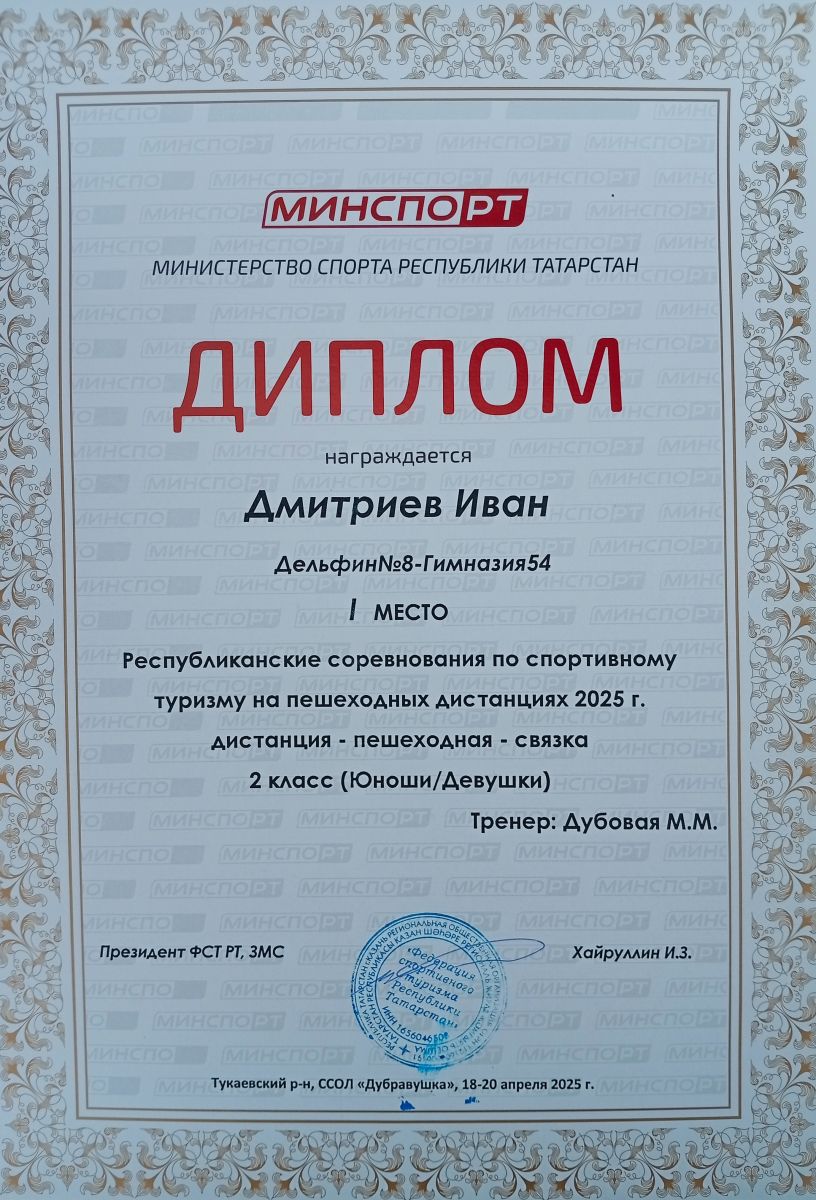 МИНСПОРТ
МИНИСТЕРСТВО СПОРТА РЕСПУБЛИКИ ТАТАРСТАН
ДИПЛОМ
награждается
Дмитриев Иван
Дельфин№8-Гимназия54
I МЕСТО
Республиканские соревнования по спортивному
туризму на пешеходных дистанциях 2025 г.
дистанция - пешеходная - связка
2 класс (Юноши/Девушки)
Тренер: Дубовая М.М.
Президент ФСТ РТ, ЗМС
Хайруллин И.З.
«Федерация
спортивного
туризма
Республики
Татарстан»
Тукаевский р-н, ССОЛ «Дубравушка», 18-20 апреля 2025 г.